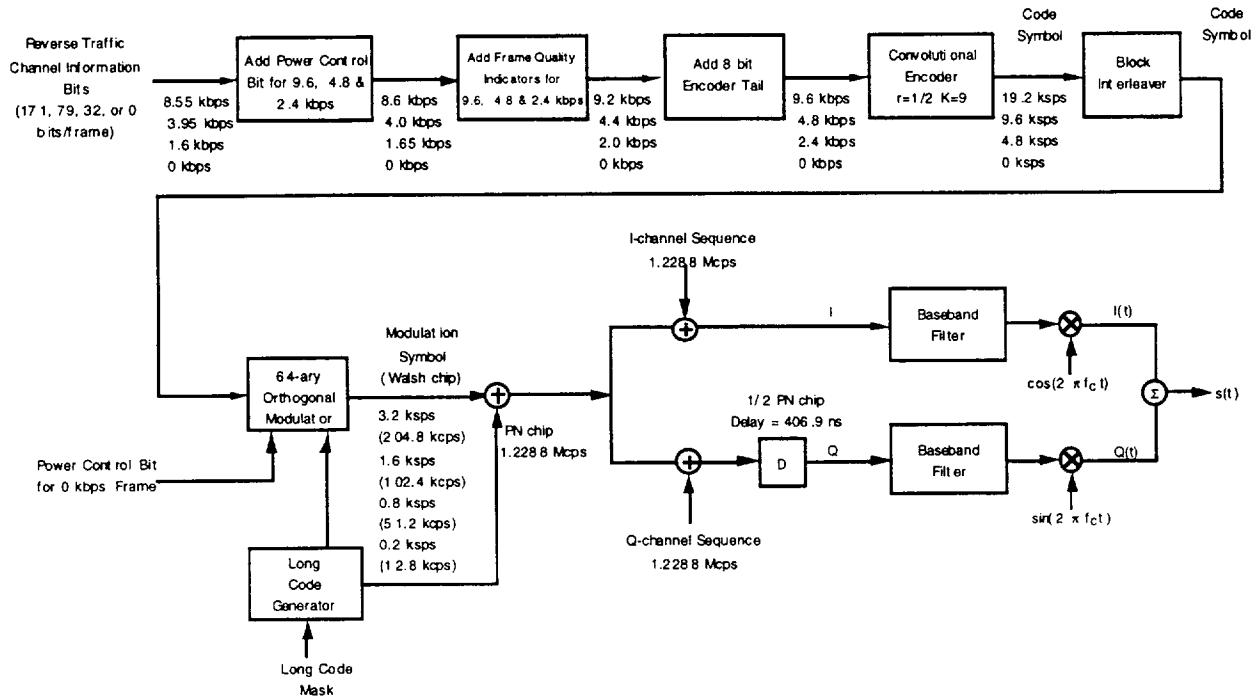 Reverse Traffic
Channel Information
Bits
(171, 79, 32, or 0
bits/frame)
8.55 kbps
3.95 kbps
1.6 kbps
0 kbps
Add Power Control
Bit for 9.6, 4.8 &
2.4 kbps
8.6 kbps
4.0 kbps
1.65 kbps
0 kbps
Add Frame Quality
Indicators for
9.6, 4.8 & 2.4 kbps
9.2 kbps
4.4 kbps
2.0 kbps
0 kbps
Add 8 bit
Encoder Tail
9.6 kbps
4.8 kbps
2.4 kbps
0 kbps
Convolutional
Encoder
r=1/2 K=9
Code
Symbol
19.2 ksps
9.6 ksps
4.8 ksps
0 ksps
Block
Interleaver
Code
Symbol
I-channel Sequence
1.2288 Mcps
I
Baseband
Filter
I(t)
cos(2 π fct)
64-ary
Orthogonal
Modulator
Modulation
Symbol
(Walsh chip)
3.2 ksps
(204.8 kcps)
1.6 ksps
(102.4 kcps)
0.8 ksps
(51.2 kcps)
0.2 ksps
(12.8 kcps)
PN chip
1.2288 Mcps
1/2 PN chip
Delay = 406.9 ns
D
Q
Baseband
Filter
Q(t)
sin(2 π fct)
Σ
s(t)
Power Control Bit
for 0 kbps Frame
Q-channel Sequence
1.2288 Mcps
Long
Code
Generator
Long Code
Mask